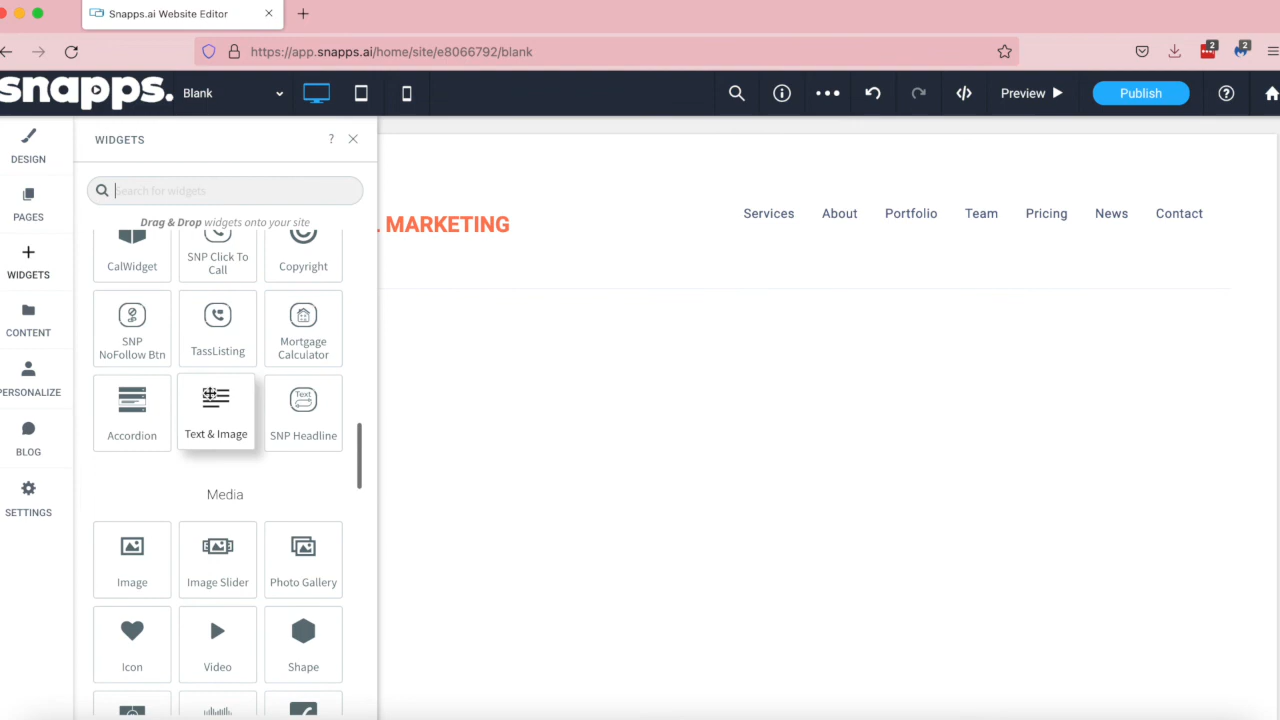 Snapps.ai Website Editor
https://app.snapps.ai/home/site/e8066792/blank
2
2
snapps.
Blank
Preview
Publish
DESIGN
PAGES
WIDGETS
CONTENT
PERSONALIZE
BLOG
SETTINGS
WIDGETS
?
Search for widgets
Drag & Drop widgets onto your site
CalWidget
SNP Click To
Call
Copyright
SNP
NoFollow Btn
TassListing
Mortgage
Calculator
Accordion
Text & Image
Text
SNP Headline
Media
Image
Image Slider
Photo Gallery
Icon
Video
Shape
MARKETING
Services
About
Portfolio
Team
Pricing
News
Contact